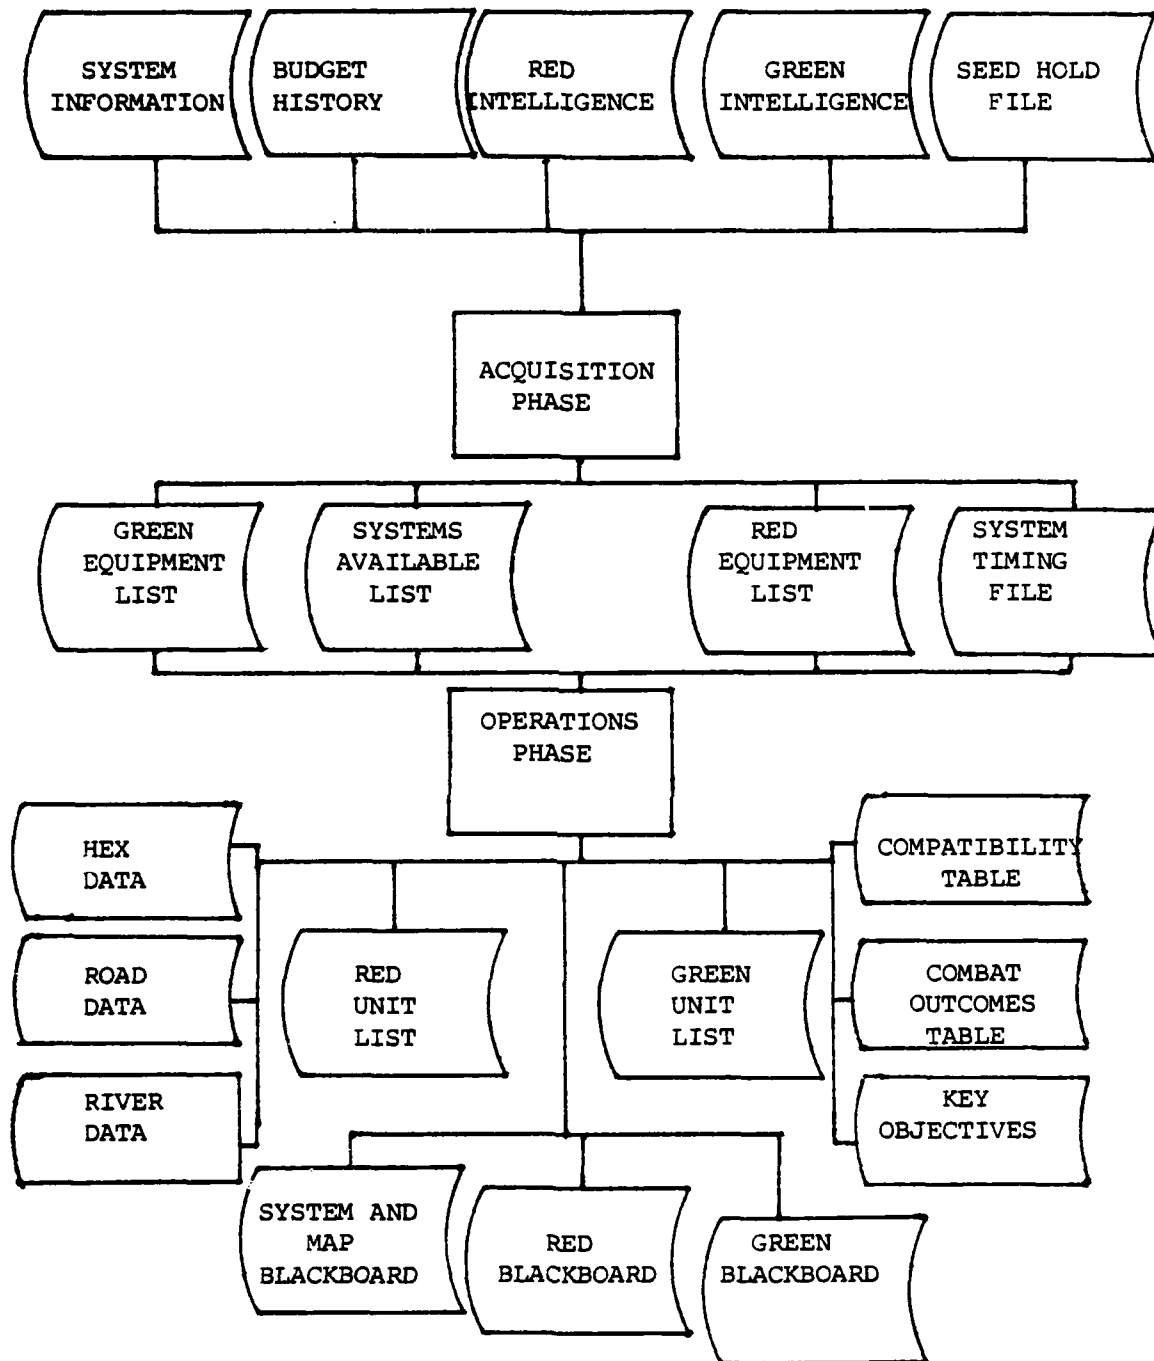 SYSTEM
INFORMATION
BUDGET
HISTORY
RED
INTELLIGENCE
GREEN
INTELLIGENCE
SEED HOLD
FILE
ACQUISITION
PHASE
GREEN
EQUIPMENT
LIST
SYSTEMS
AVAILABLE
LIST
RED
EQUIPMENT
LIST
SYSTEM
TIMING
FILE
OPERATIONS
PHASE
HEX
DATA
ROAD
DATA
RIVER
DATA
RED
UNIT
LIST
GREEN
UNIT
LIST
COMPATIBILITY
TABLE
COMBAT
OUTCOMES
TABLE
KEY
OBJECTIVES
SYSTEM AND
MAP
BLACKBOARD
RED
BLACKBOARD
GREEN
BLACKBOARD